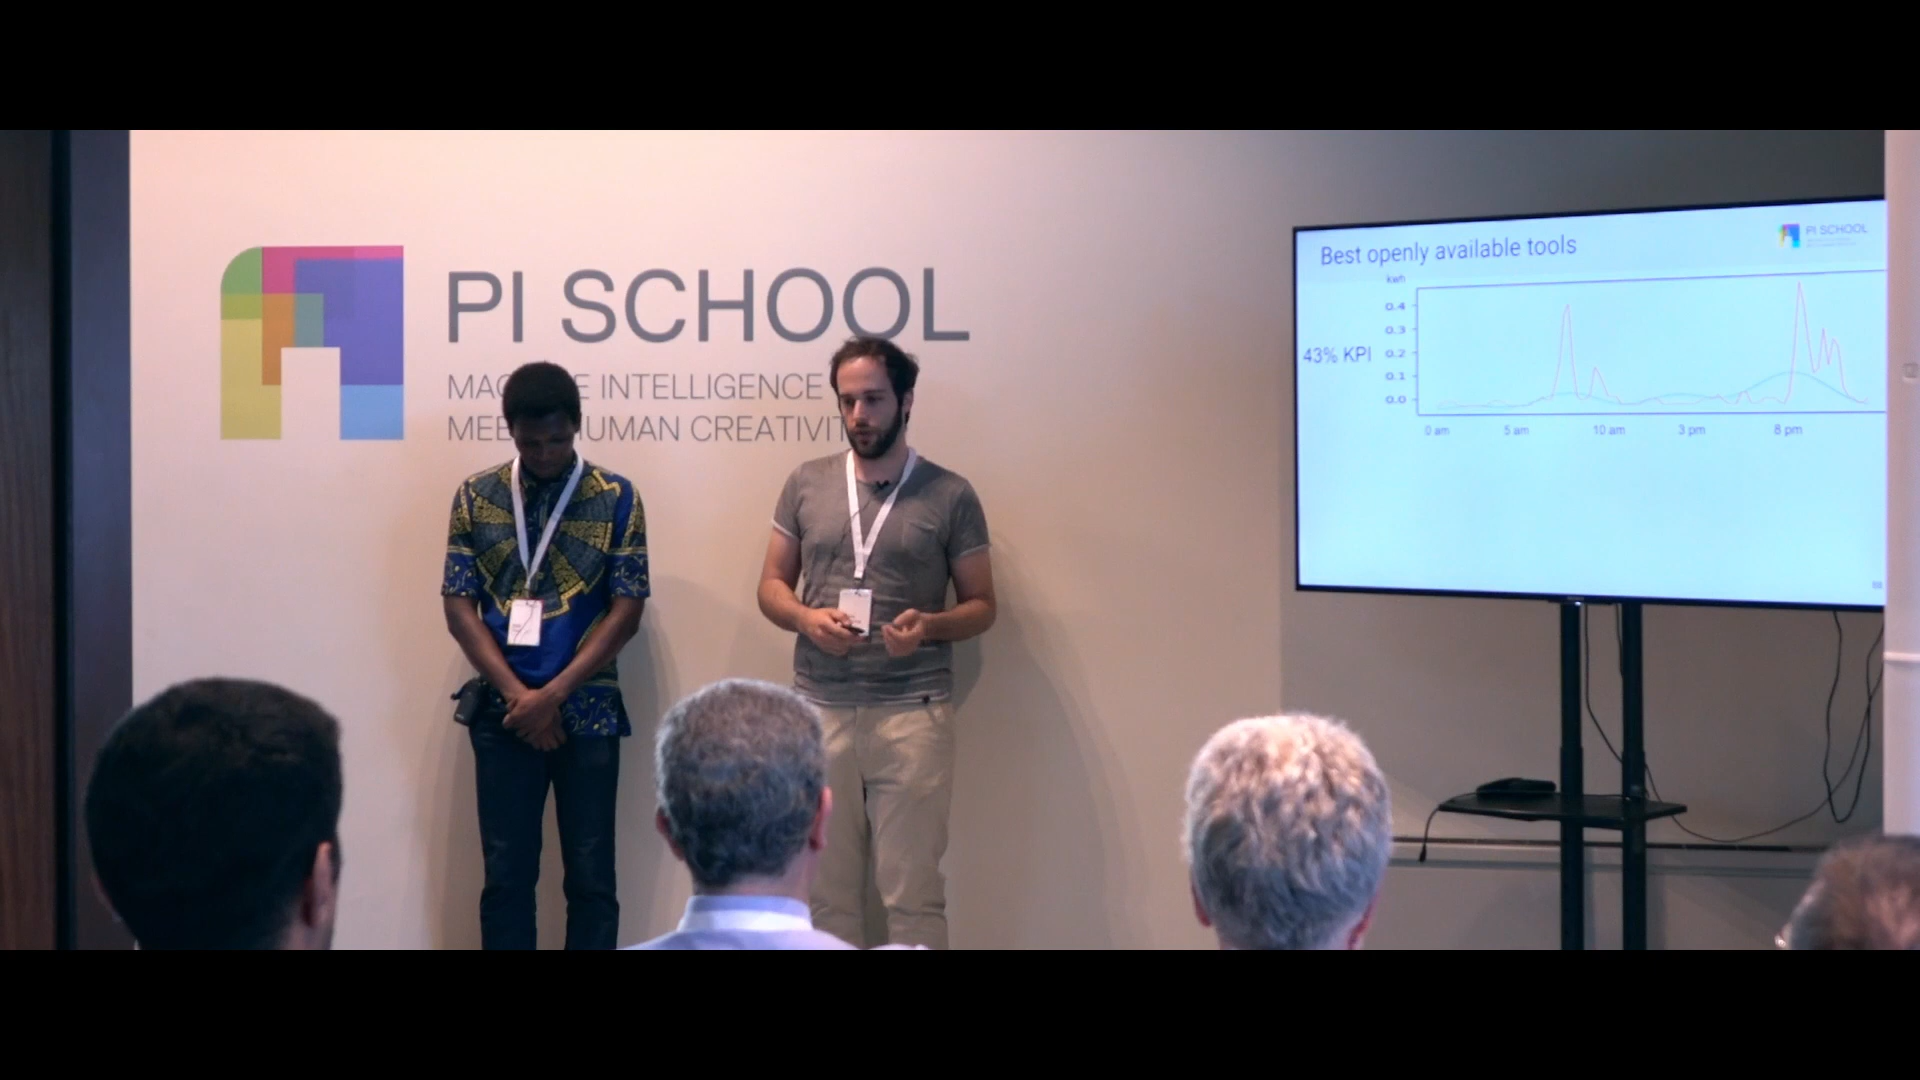 PI SCHOOL
MAC E INTELLIGENCE
MEE HUMAN CREATIVIT
Best openly available tools
PI SCHOOL
kwh
0.4
0.3
43% KPI
0.2
0.1
0.0
0 am 5 am 10 am 3 pm 8 pm